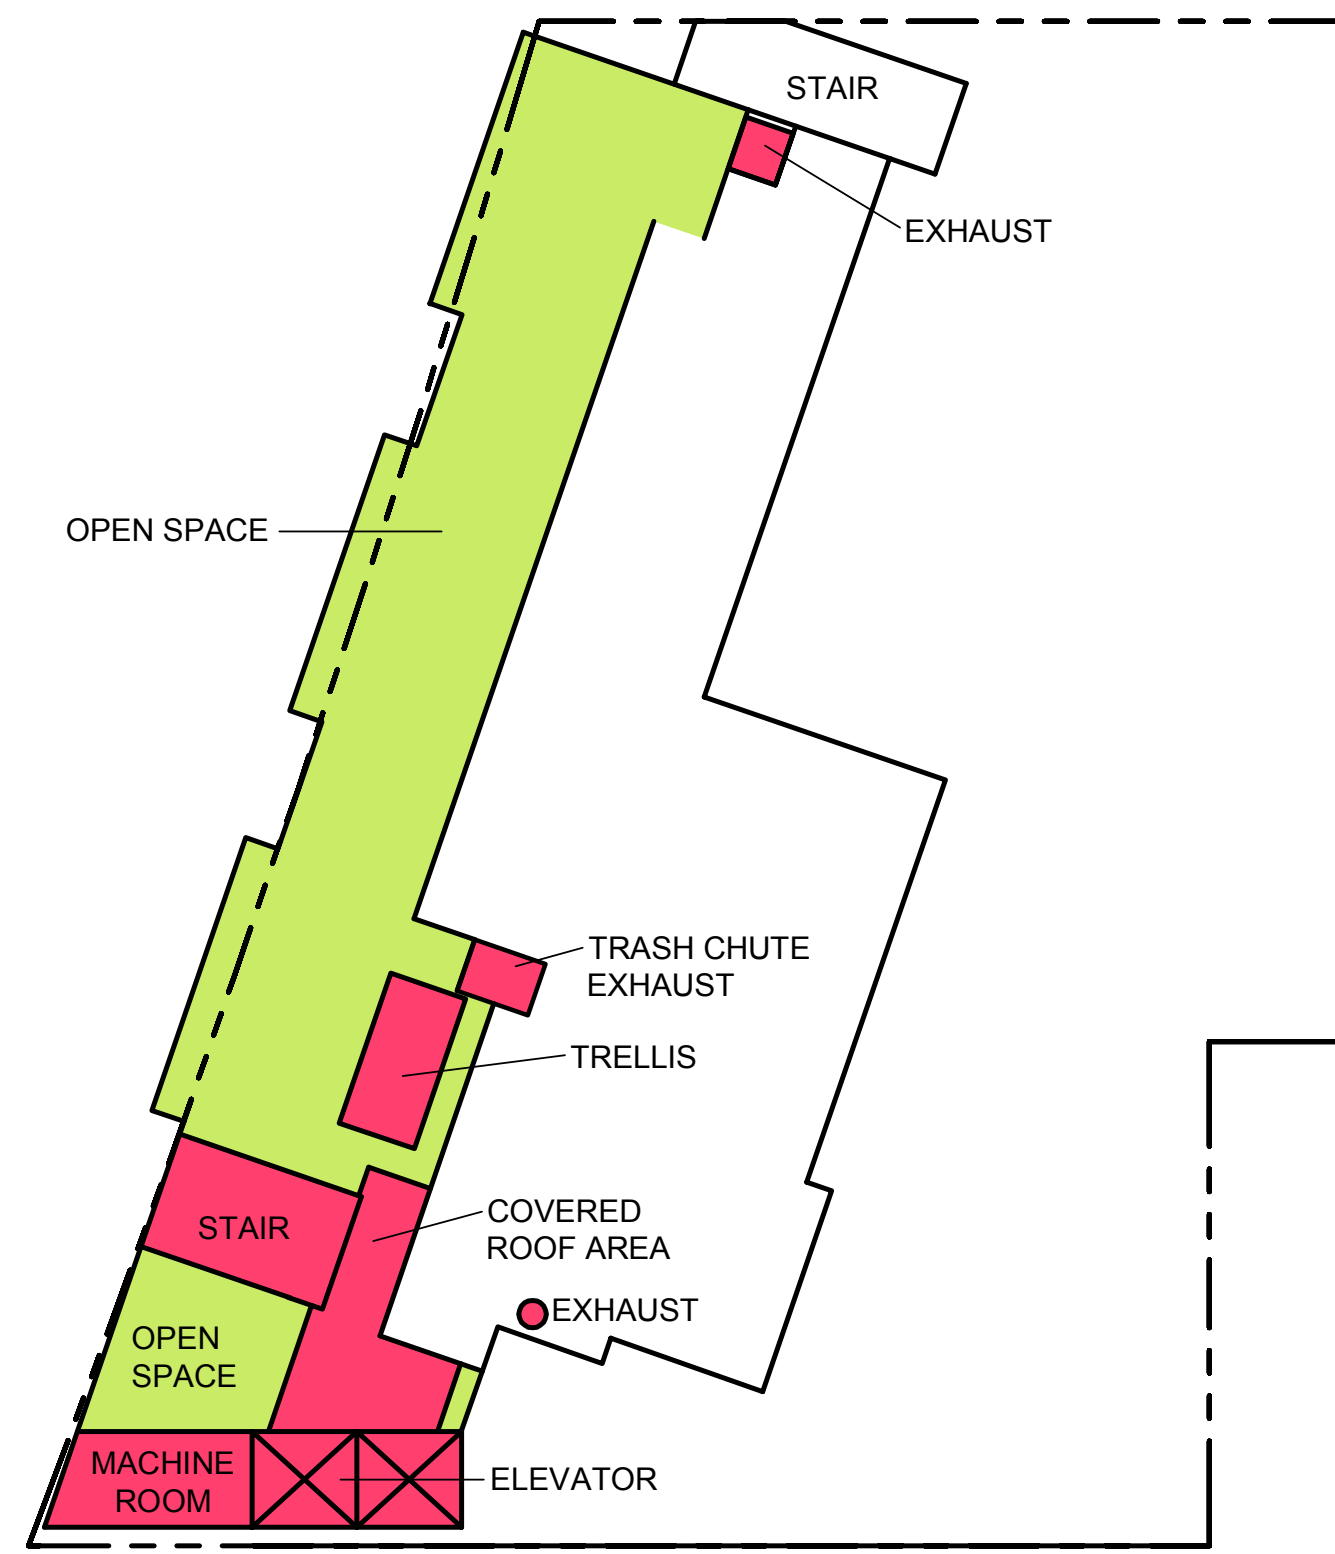 STAIR
EXHAUST
OPEN SPACE
TRASH CHUTE
EXHAUST
TRELLIS
COVERED
ROOF AREA
STAIR
EXHAUST
OPEN
SPACE
MACHINE
ROOM
ELEVATOR